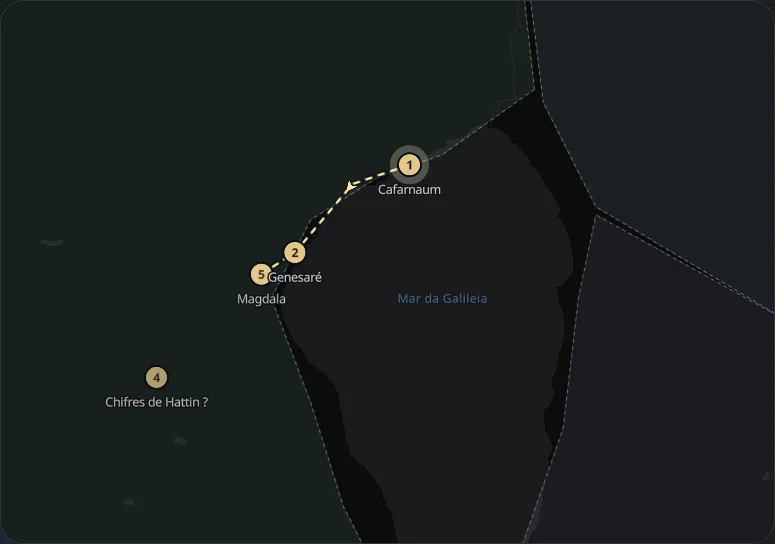 1
Cafarnaum
2
5
Genesaré
Magdala
Mar da Galileia
4
Chifres de Hattin ?